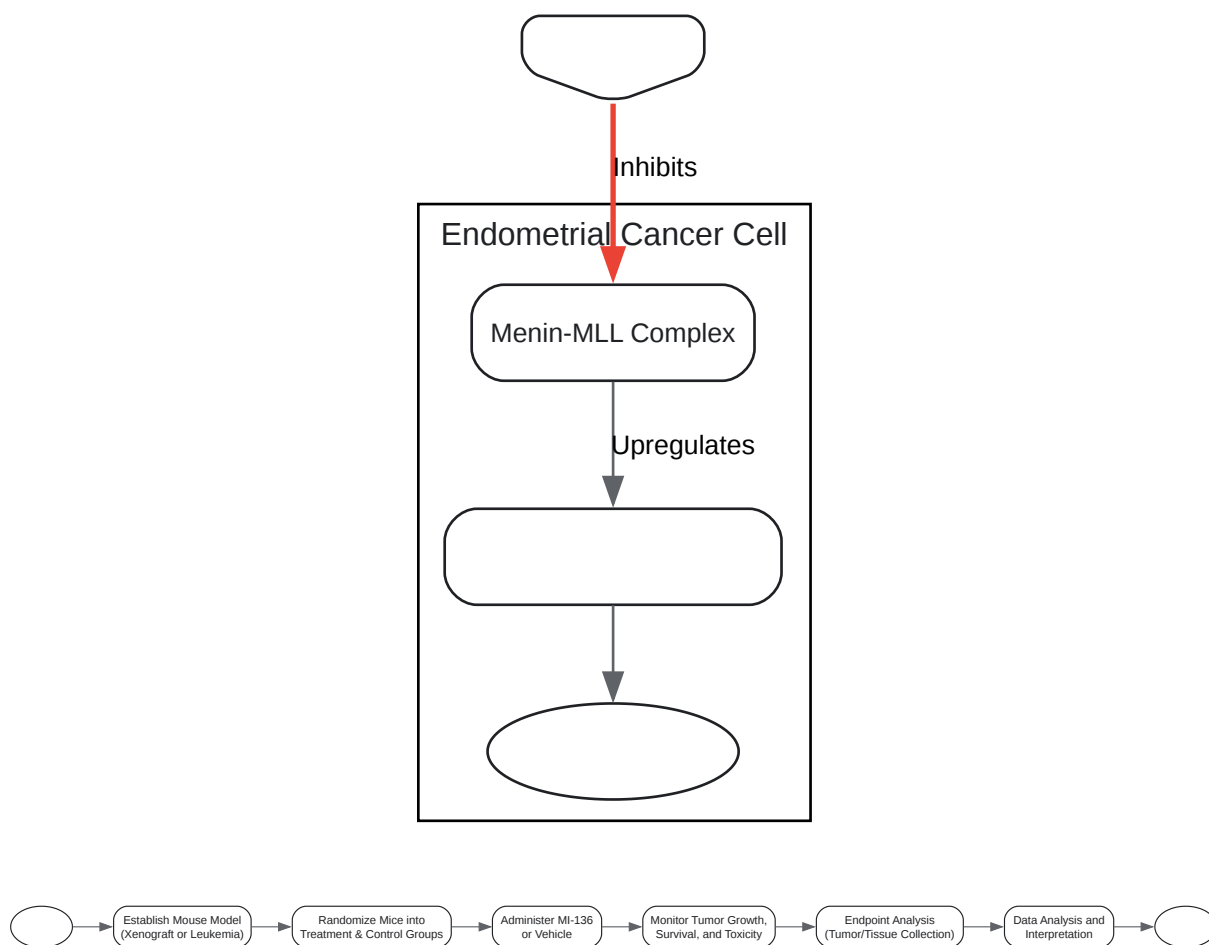 Inhibits
Endometrial Cancer Cell
Menin-MLL Complex
Upregulates
Establish Mouse Model
(Xenograft or Leukemia)
Randomize Mice into
Treatment & Control Groups
Administer MI-136
or Vehicle
Monitor Tumor Growth,
Survival, and Toxicity
Endpoint Analysis
(Tumor/Tissue Collection)
Data Analysis and
Interpretation